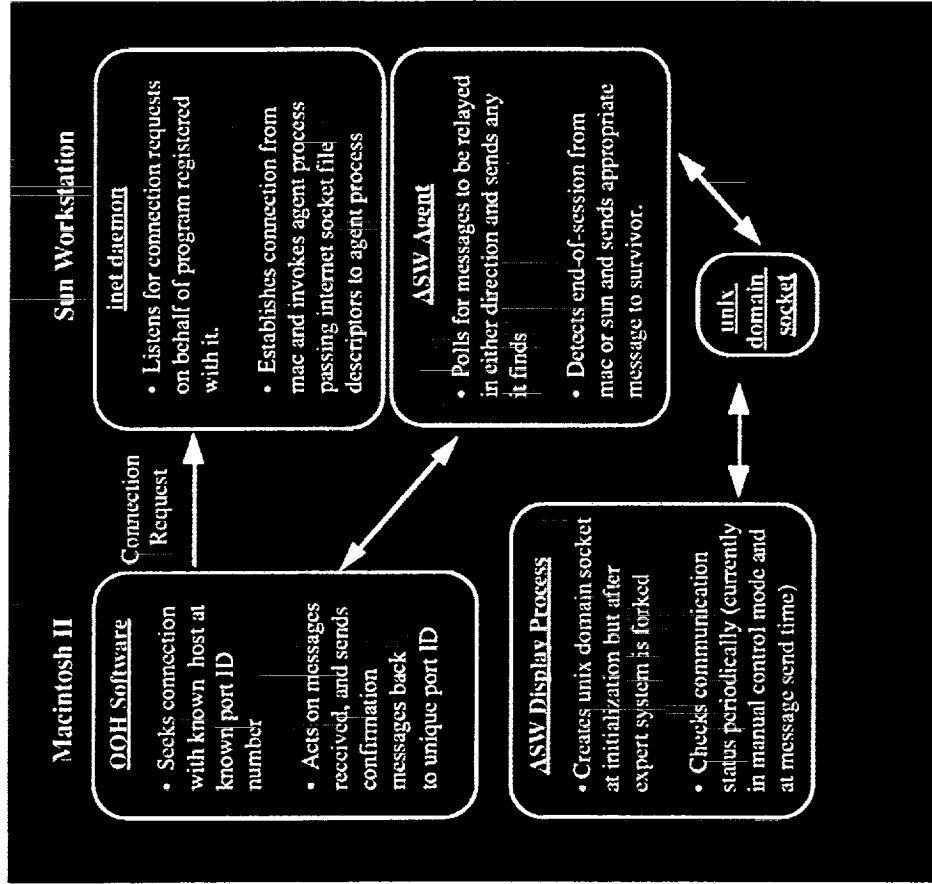 Macintosh II
Sun Workstation
OOH Software
• Seeks connection
with known host at
known port ID
number
• Acts on messages
received, and sends
confirmation
messages back
to unique port ID
Connection
Request
inet daemon
• Listens for connection requests
on behalf of program registered
with it.
• Establishes connection from
mac and invokes agent process
passing internet socket file
descriptors to agent process
ASW Agent
• Polls for messages to be relayed
in either direction and sends any
it finds
• Detects end-of-session from
mac or sun and sends appropriate
message to survivor.
ASW Display Process
• Creates unix domain socket
at initialization but after
expert system is forked
• Checks communication
status periodically (currently
in manual control mode and
at message send time)
unix
domain
socket